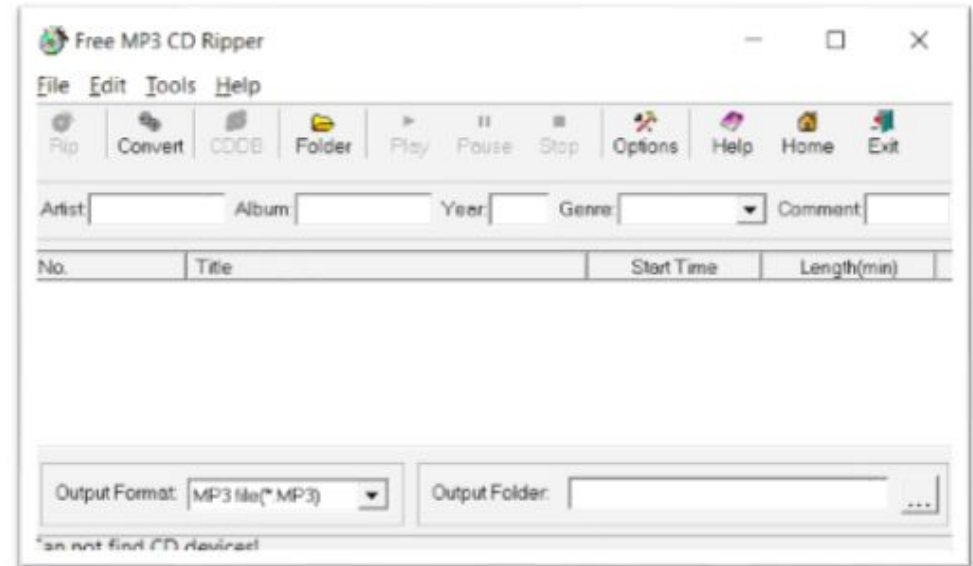 Free MP3 CD Ripper
File Edit Tools Help
Rip Convert CDDB Folder Play Pause Stop Options Help Home Exit
Artist: Album: Year: Genre: Comment:
No. Title Start Time Length(min)
Output Format: MP3 file(*.MP3) Output Folder: ...
an not find CD devices!